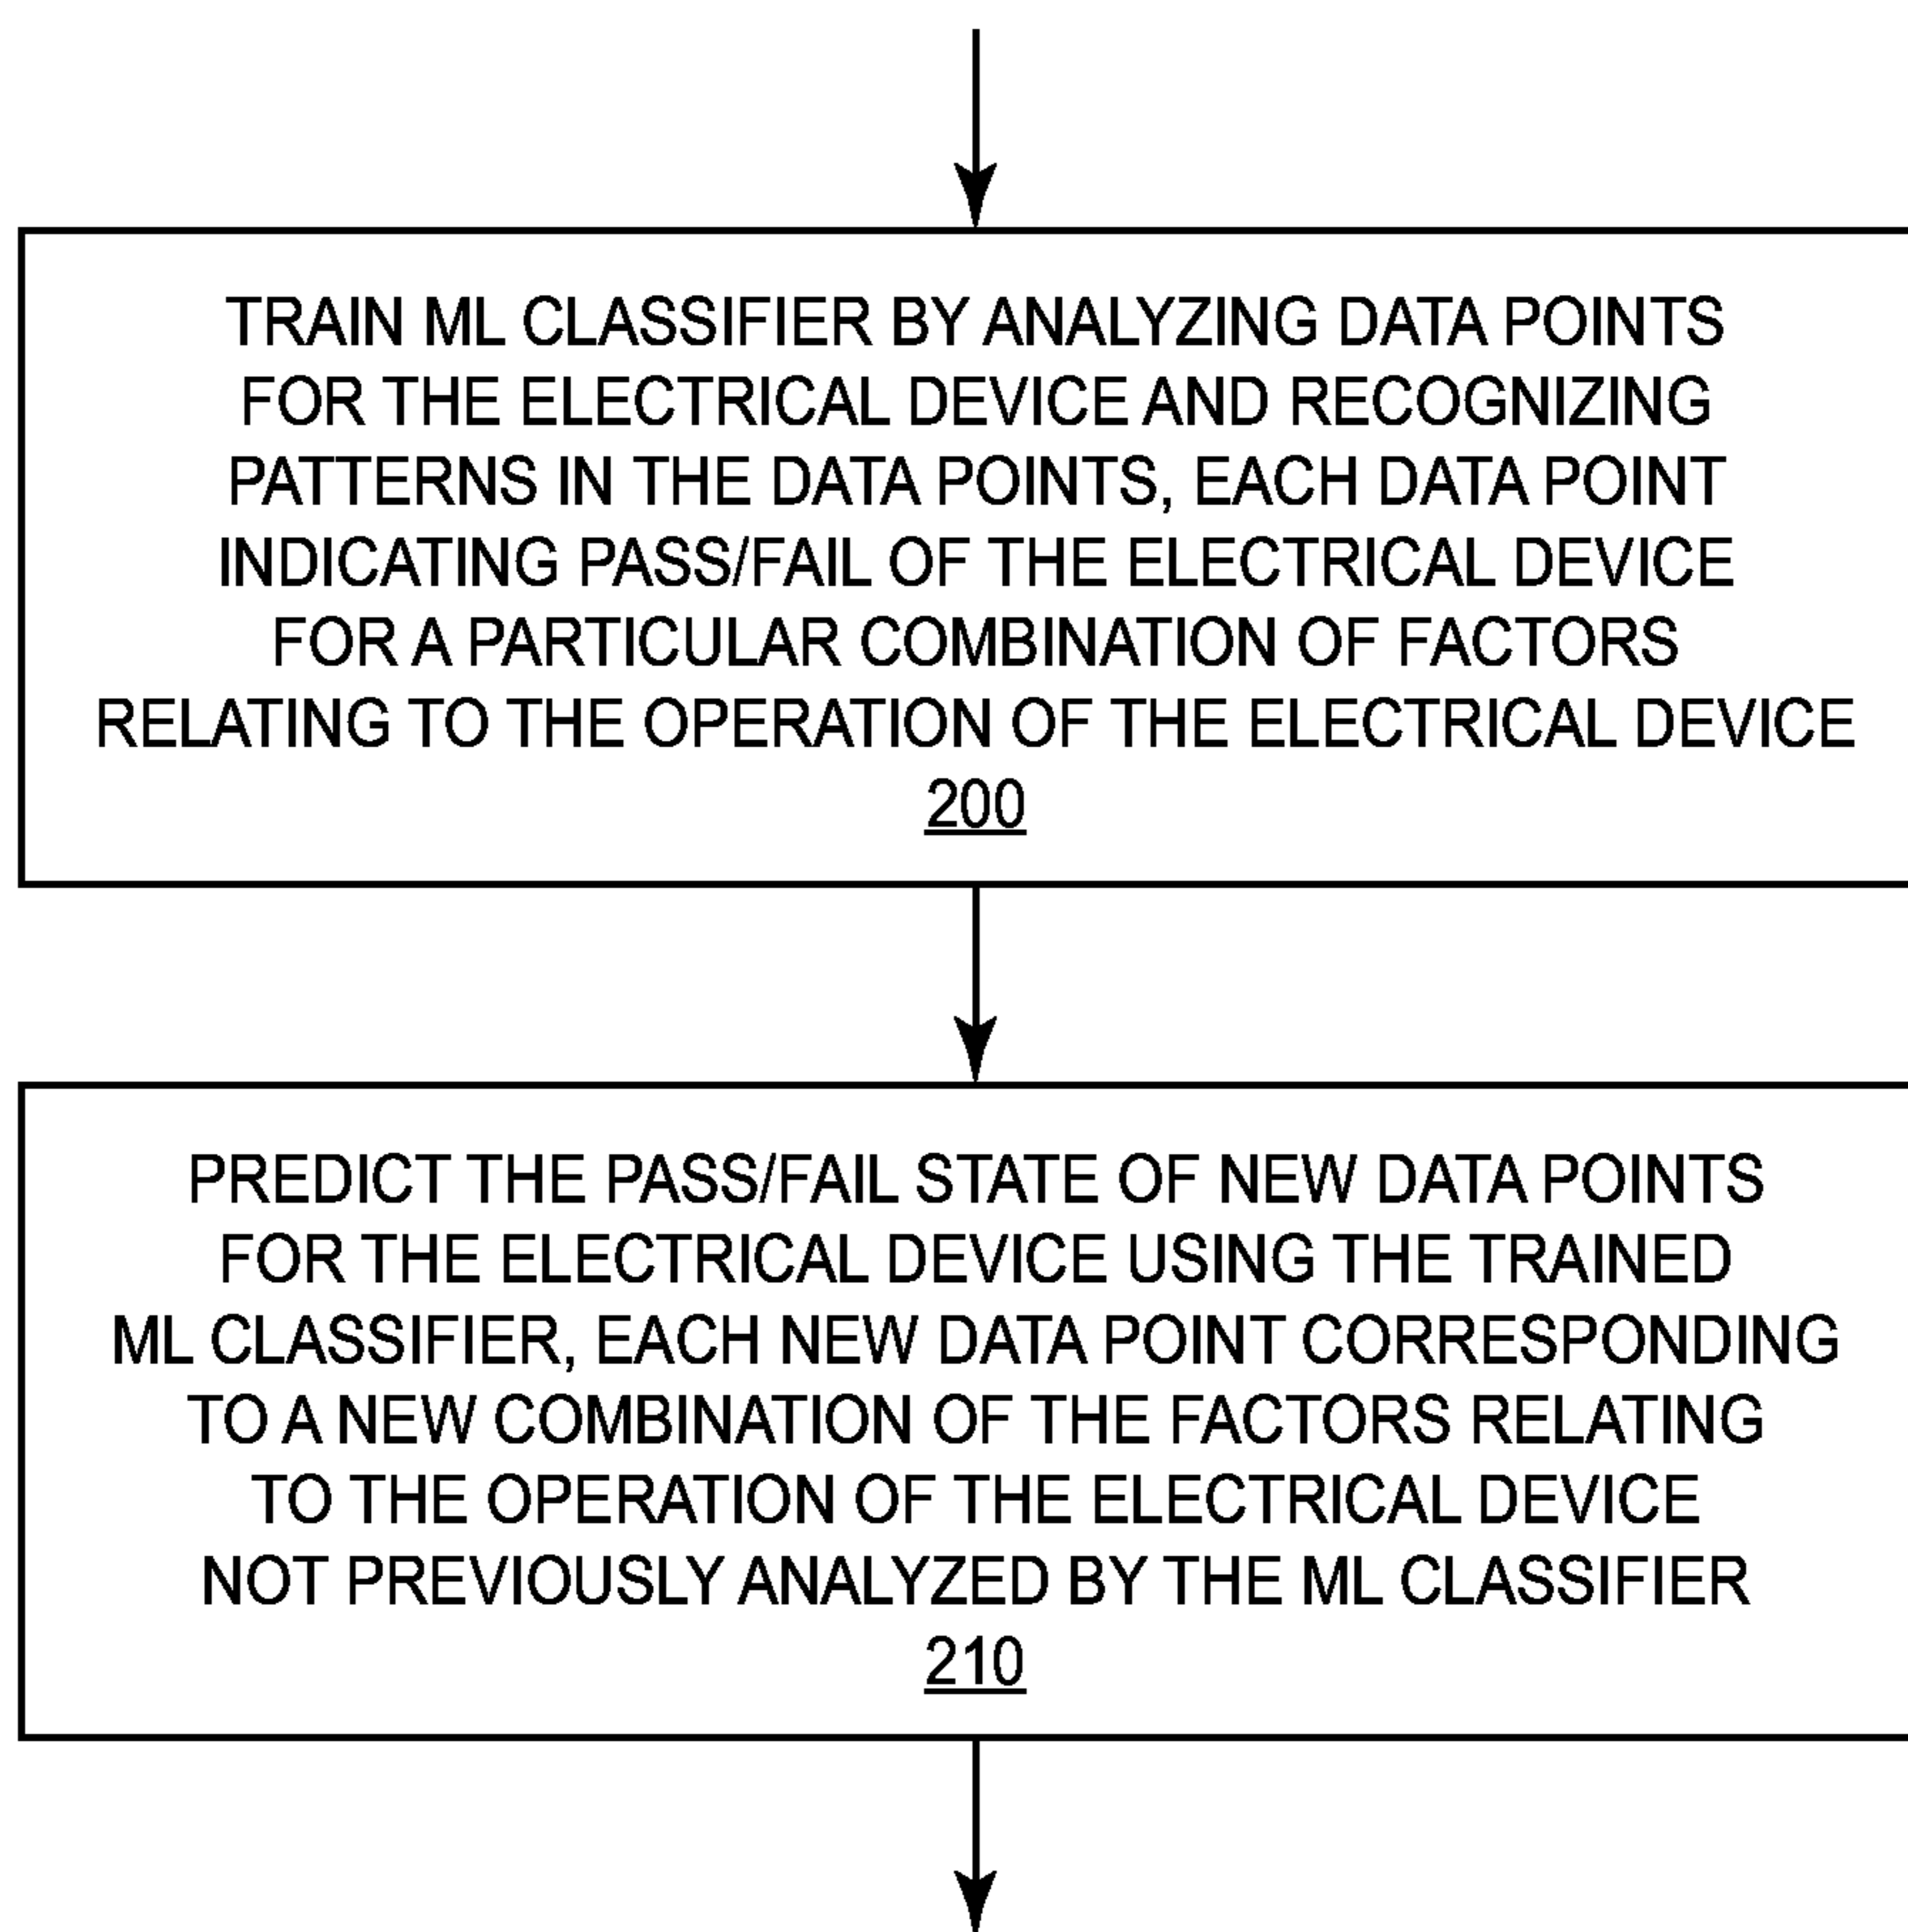 TRAIN ML CLASSIFIER BY ANALYZING DATA POINTS
FOR THE ELECTRICAL DEVICE AND RECOGNIZING
PATTERNS IN THE DATA POINTS, EACH DATA POINT
INDICATING PASS/FAIL OF THE ELECTRICAL DEVICE
FOR A PARTICULAR COMBINATION OF FACTORS
RELATING TO THE OPERATION OF THE ELECTRICAL DEVICE
200
PREDICT THE PASS/FAIL STATE OF NEW DATA POINTS
FOR THE ELECTRICAL DEVICE USING THE TRAINED
ML CLASSIFIER, EACH NEW DATA POINT CORRESPONDING
TO A NEW COMBINATION OF THE FACTORS RELATING
TO THE OPERATION OF THE ELECTRICAL DEVICE
NOT PREVIOUSLY ANALYZED BY THE ML CLASSIFIER
210